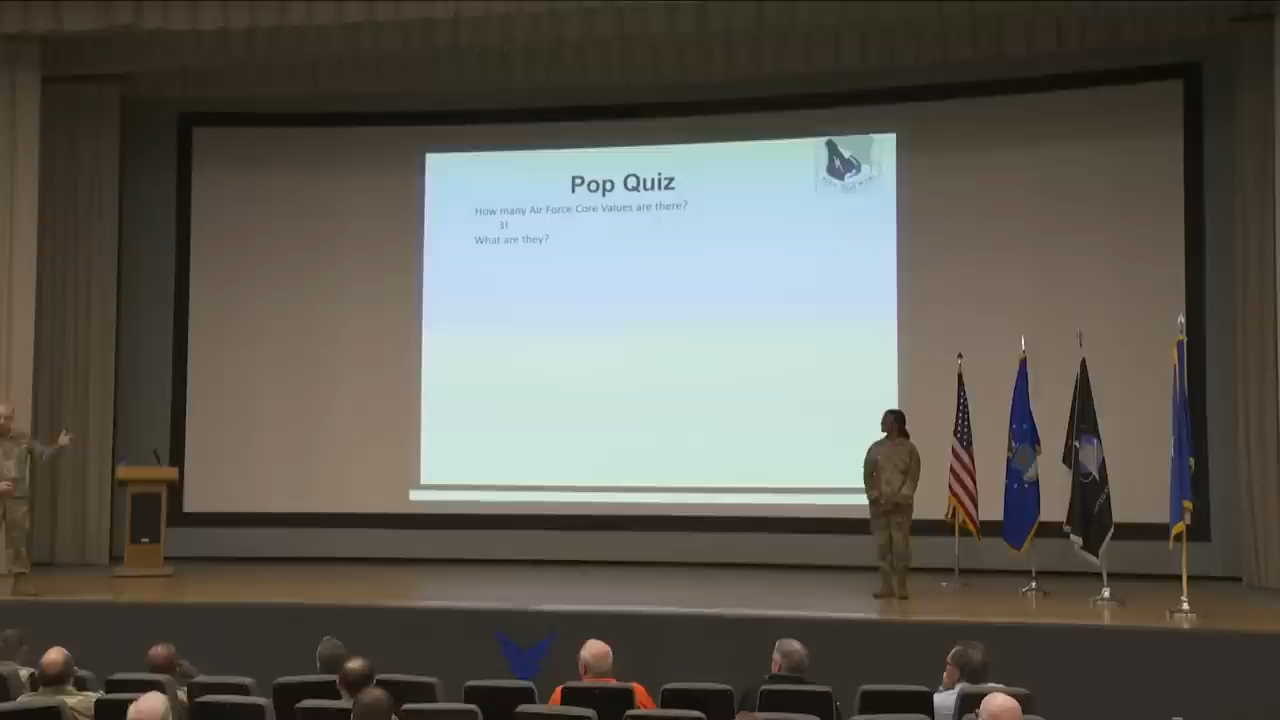 Pop Quiz
How many Air Force Core Values are there?
3!
What are they?